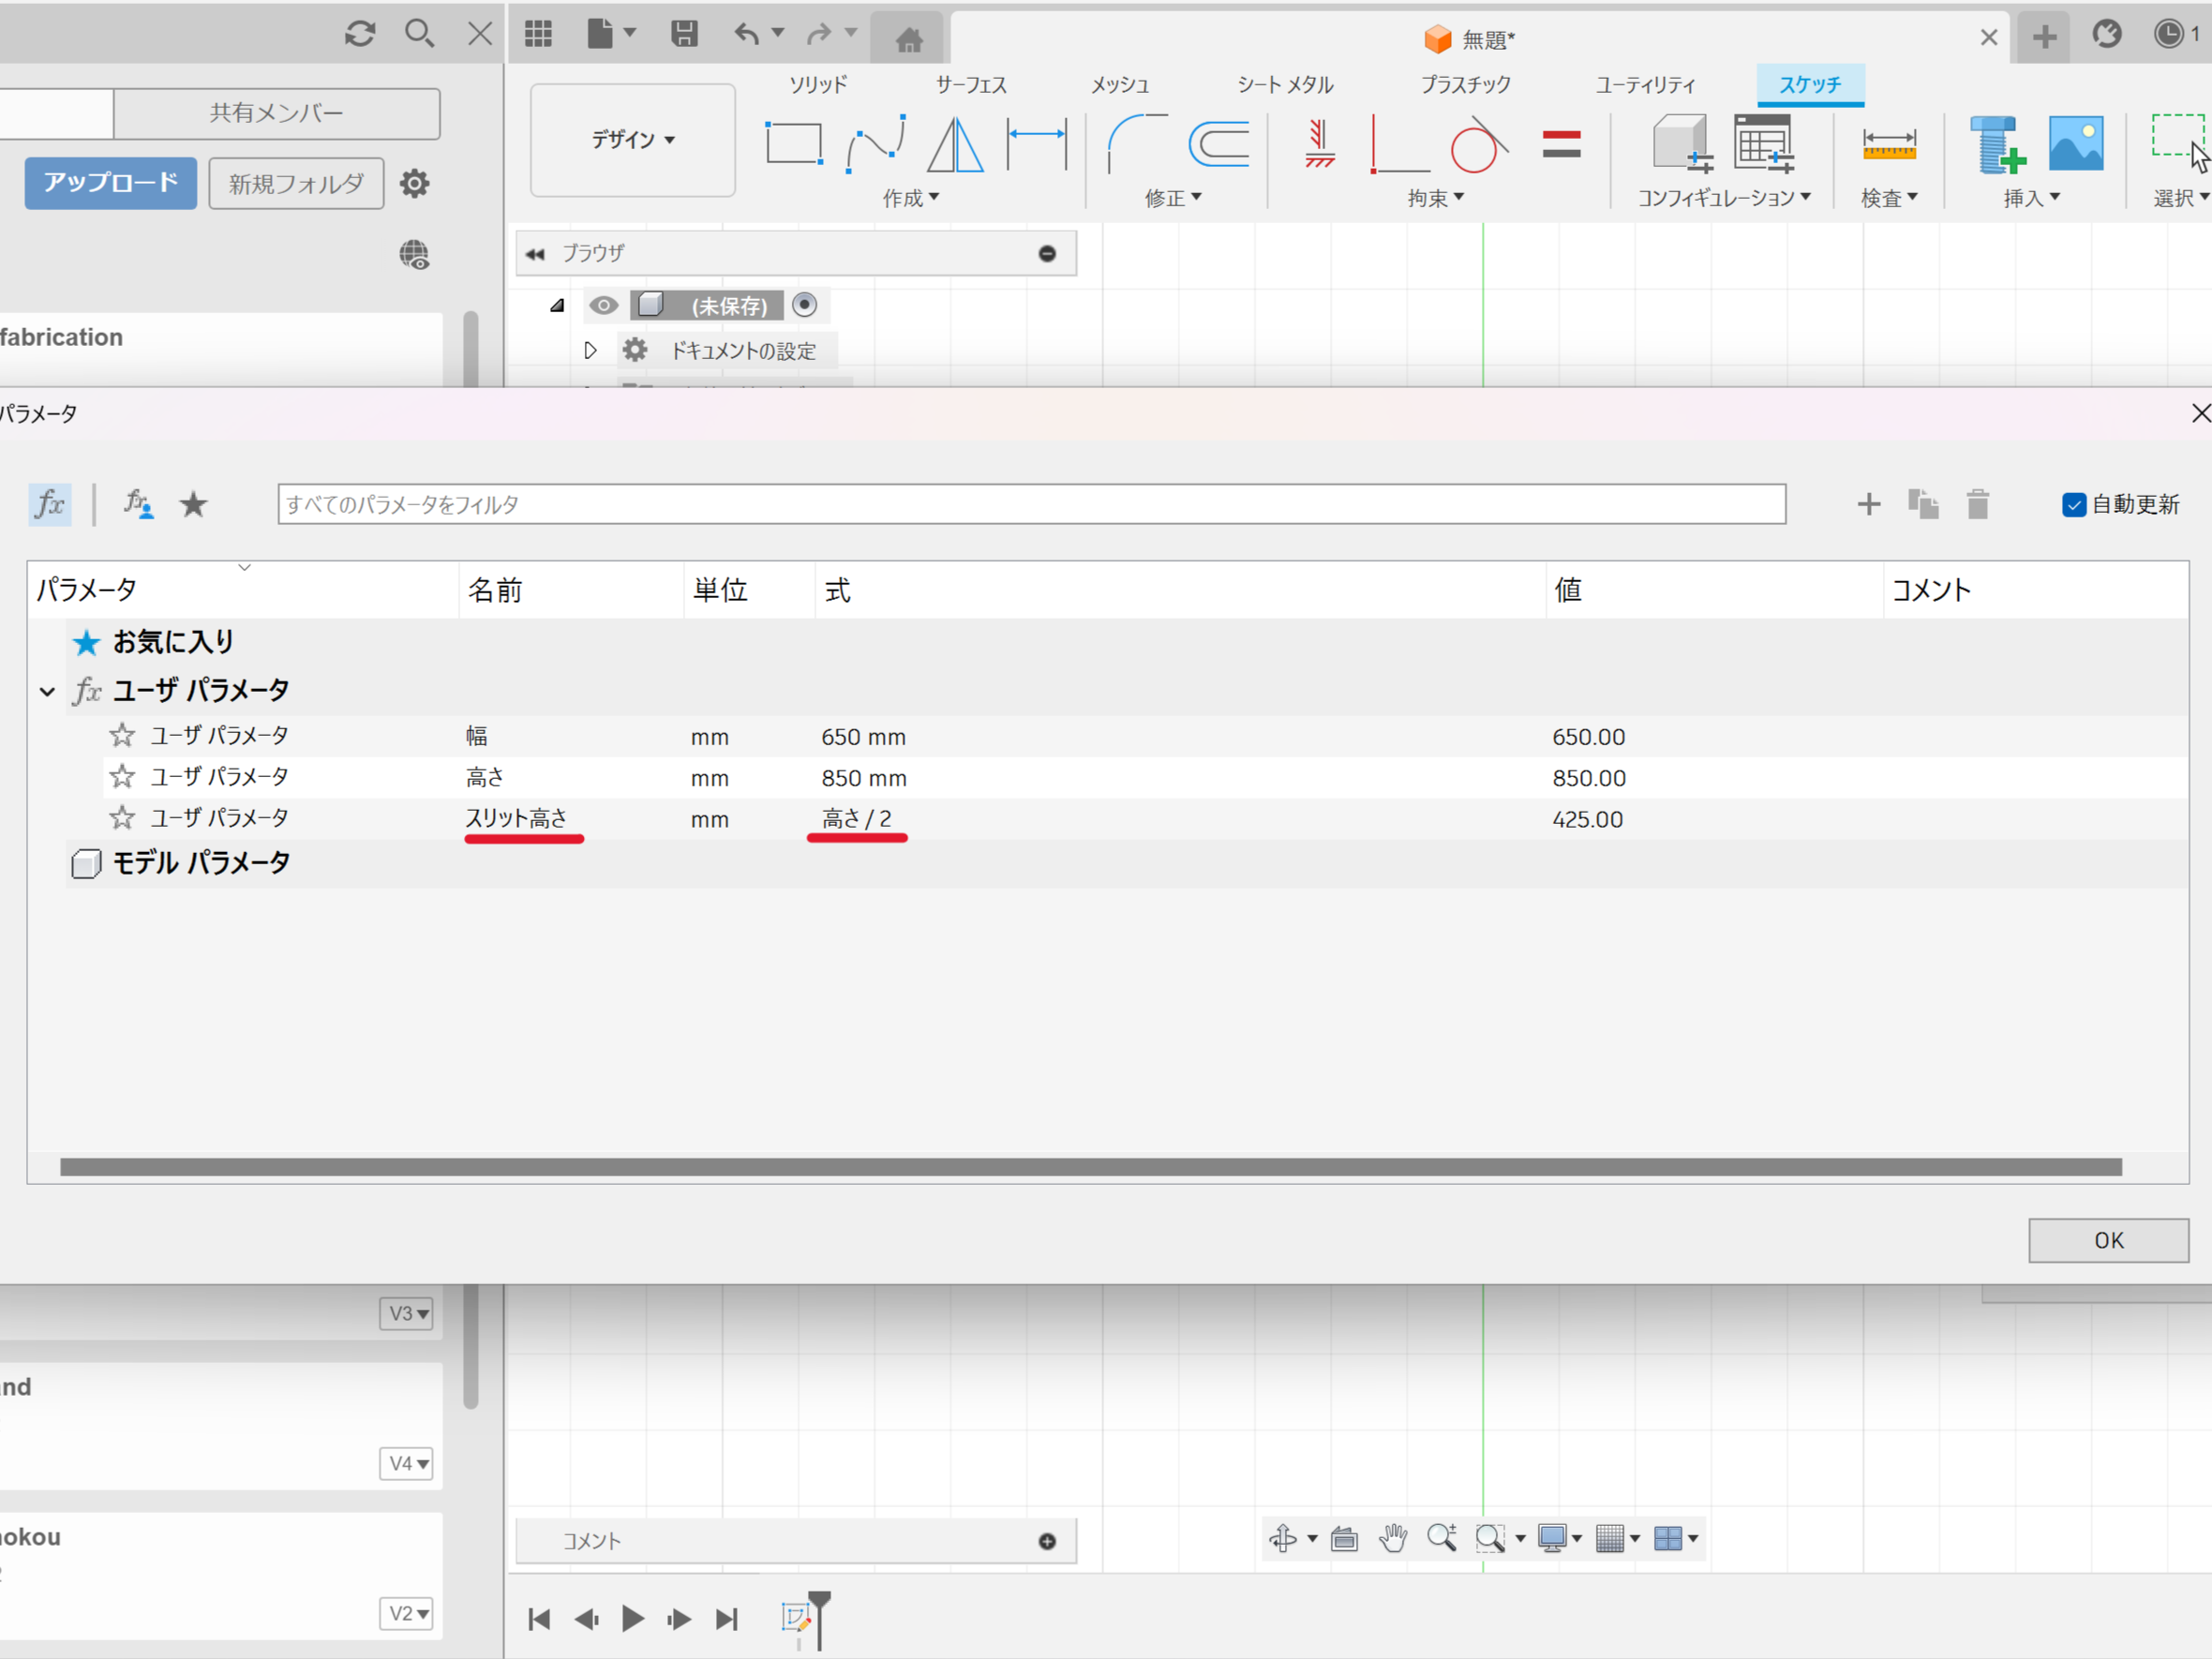 無題*
1
共有メンバー
アップロード
新規フォルダ
デザイン
ソリッド
サーフェス
メッシュ
シート メタル
プラスチック
ユーティリティ
スケッチ
作成
修正
拘束
コンフィギュレーション
検査
挿入
選択
ブラウザ
(未保存)
ドキュメントの設定
fabrication
パラメータ
fx
fx
すべてのパラメータをフィルタ
自動更新
パラメータ 名前 単位 式 値 コメント
お気に入り
fx ユーザ パラメータ
ユーザ パラメータ 幅 mm 650 mm 650.00
ユーザ パラメータ 高さ mm 850 mm 850.00
ユーザ パラメータ スリット高さ mm 高さ / 2 425.00
モデル パラメータ
OK
V3
nd
V4
okou
V2
コメント